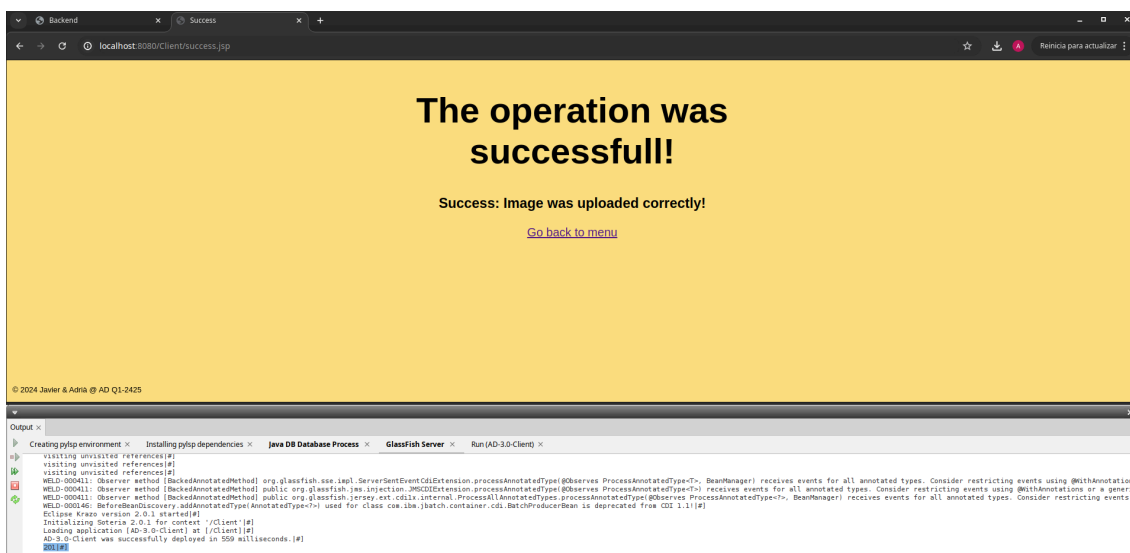 Backend
Success
localhost:8080/Client/success.jsp
A
Reinicia para actualizar
The operation was
successfull!
Success: Image was uploaded correctly!
Go back to menu
© 2024 Javier & Adrià @ AD Q1-2425
Output
Creating pylsp environment
Installing pylsp dependencies
Java DB Database Process
GlassFish Server
Run (AD-3.0-Client)
visiting unvisited references|#]
visiting unvisited references|#]
visiting unvisited references|#]
WELD-000411: Observer method [BackedAnnotatedMethod] org.glassfish.sse.impl.ServerSentEventCdiExtension.processAnnotatedType(@Observes ProcessAnnotatedType<T>, BeanManager) receives events for all annotated types. Consider restricting events using @WithAnnotatio
WELD-000411: Observer method [BackedAnnotatedMethod] public org.glassfish.jms.injection.JMSCDIExtension.processAnnotatedType(@Observes ProcessAnnotatedType<T>) receives events for all annotated types. Consider restricting events using @WithAnnotations or a gener
WELD-000411: Observer method [BackedAnnotatedMethod] public org.glassfish.jersey.ext.cdi1x.internal.ProcessAllAnnotatedTypes.processAnnotatedType(@Observes ProcessAnnotatedType<?>, BeanManager) receives events for all annotated types. Consider restricting events
WELD-000146: BeforeBeanDiscovery.addAnnotatedType(AnnotatedType<?>) used for class com.ibm.jbatch.container.cdi.BatchProducerBean is deprecated from CDI 1.1!|#]
Eclipse Krazo version 2.0.1 started|#]
Initializing Soteria 2.0.1 for context '/Client'|#]
Loading application [AD-3.0-Client] at [/Client]|#]
AD-3.0-Client was successfully deployed in 559 milliseconds.|#]
201|#]